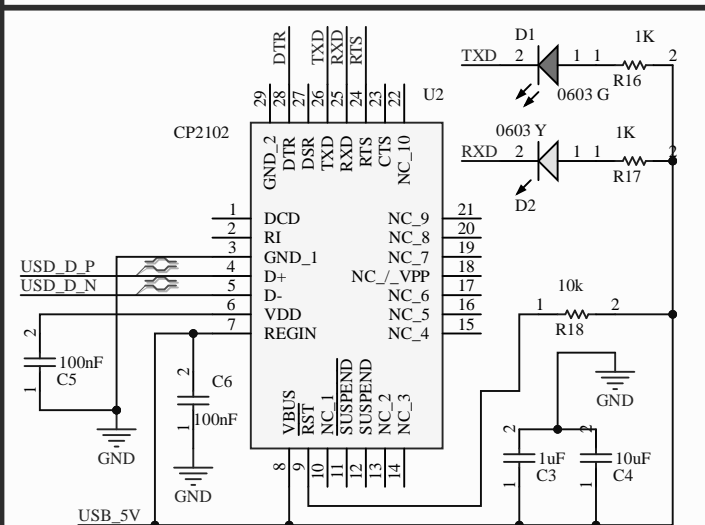 D1
1K
TXD
2
1 1
2
R16
0603 G
DTR
TXD
RXD
RTS
29
28
27
26
25
24
23
22
U2
CP2102
GND_2
DTR
DSR
TXD
RXD
RTS
CTS
NC_10
0603 Y
1K
RXD
2
1 1
2
R17
D2
1 DCD NC_9 21
2 RI NC_8 20
3 GND_1 NC_7 19
USD_D_P 4 D+ NC_/_VPP 18
USD_D_N 5 D- NC_6 17
6 VDD NC_5 16
7 REGIN NC_4 15
10k
1
2
R18
2
100nF
C5
1
GND
2
C6
100nF
1
GND
VBUS
RST
NC_1
SUSPEND
SUSPEND
NC_2
NC_3
8
9
10
11
12
13
14
GND
2
1uF
C3
1
2
10uF
C4
1
USB_5V